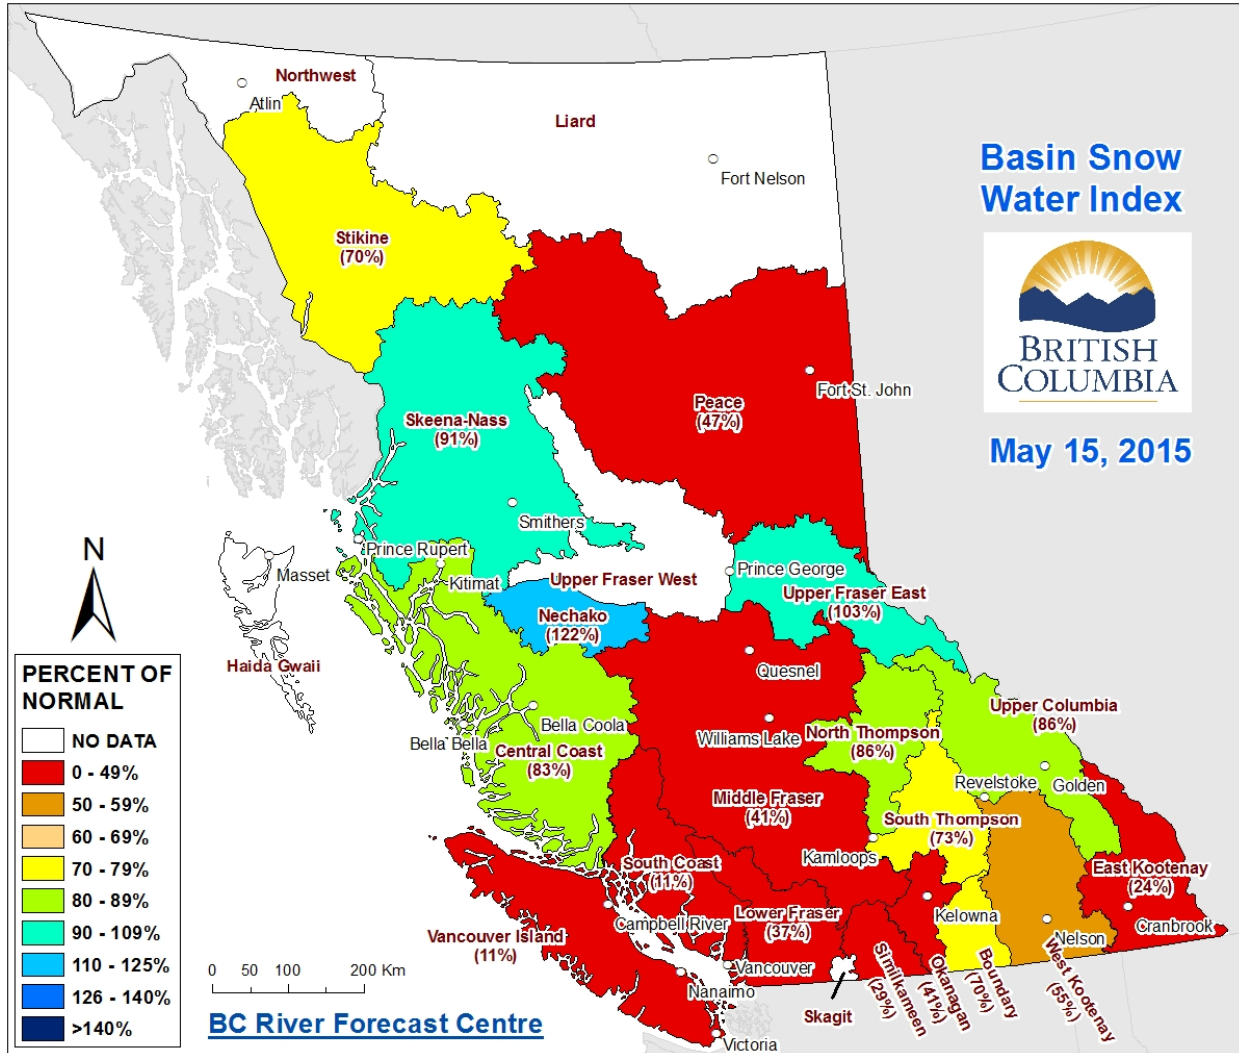 Northwest
Atlin
Liard
Fort Nelson
Basin Snow
Water Index
BRITISH
COLUMBIA
May 15, 2015
Stikine
(70%)
Peace
(47%)
Fort St. John
Skeena-Nass
(91%)
Smithers
Prince Rupert
Masset
Kitimat
Upper Fraser West
Prince George
Upper Fraser East
(103%)
Nechako
(122%)
Quesnel
Haida Gwaii
N
PERCENT OF
NORMAL
NO DATA
0 - 49%
50 - 59%
60 - 69%
70 - 79%
80 - 89%
90 - 109%
110 - 125%
126 - 140%
>140%
Bella Coola
Bella Bella
Central Coast
(83%)
Williams Lake
North Thompson
(86%)
Upper Columbia
(86%)
Revelstoke
Golden
Middle Fraser
(41%)
South Thompson
(73%)
Kamloops
South Coast
(11%)
East Kootenay
(24%)
Campbell River
Lower Fraser
(37%)
Kelowna
Nelson
Cranbrook
Vancouver Island
(11%)
Vancouver
Nanaimo
Victoria
Skagit
Similkameen
(29%)
Okanagan
(41%)
Boundary
(70%)
West Kootenay
(55%)
0 50 100 200 Km
BC River Forecast Centre